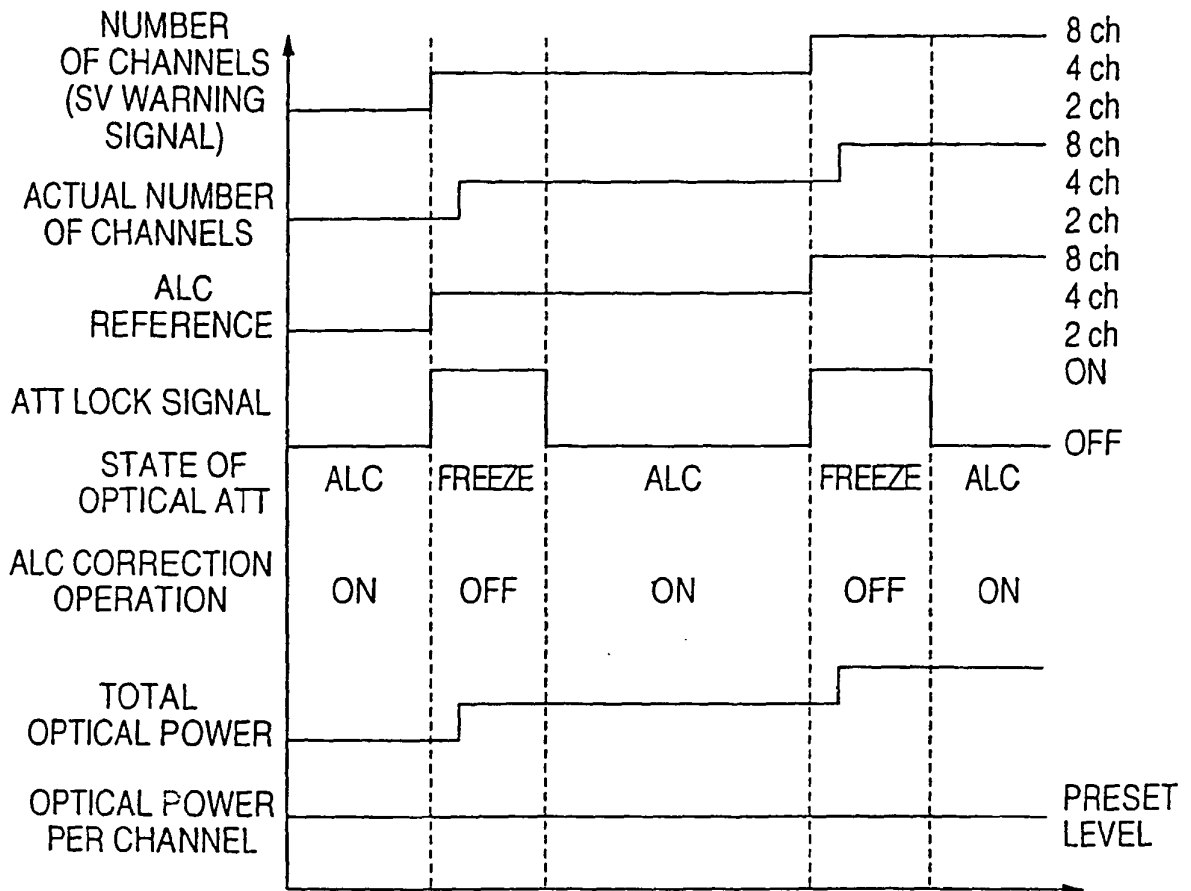 NUMBER
OF CHANNELS
(SV WARNING
SIGNAL)
8 ch
4 ch
2 ch
ACTUAL NUMBER
OF CHANNELS
8 ch
4 ch
2 ch
ALC
REFERENCE
8 ch
4 ch
2 ch
ATT LOCK SIGNAL
ON
OFF
STATE OF
OPTICAL ATT
ALC FREEZE ALC FREEZE ALC
ALC CORRECTION
OPERATION
ON OFF ON OFF ON
TOTAL
OPTICAL POWER
OPTICAL POWER
PER CHANNEL
PRESET
LEVEL